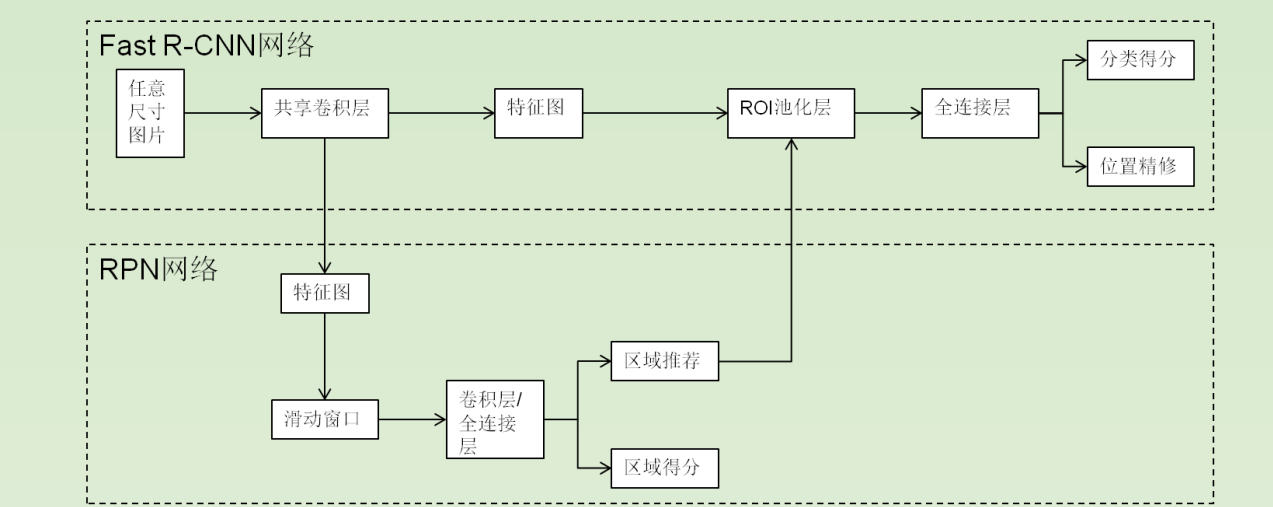 Fast R-CNN网络
任意
尺寸
图片
共享卷积层
特征图
ROI池化层
全连接层
分类得分
位置精修
RPN网络
特征图
滑动窗口
卷积层/
全连接
层
区域推荐
区域得分